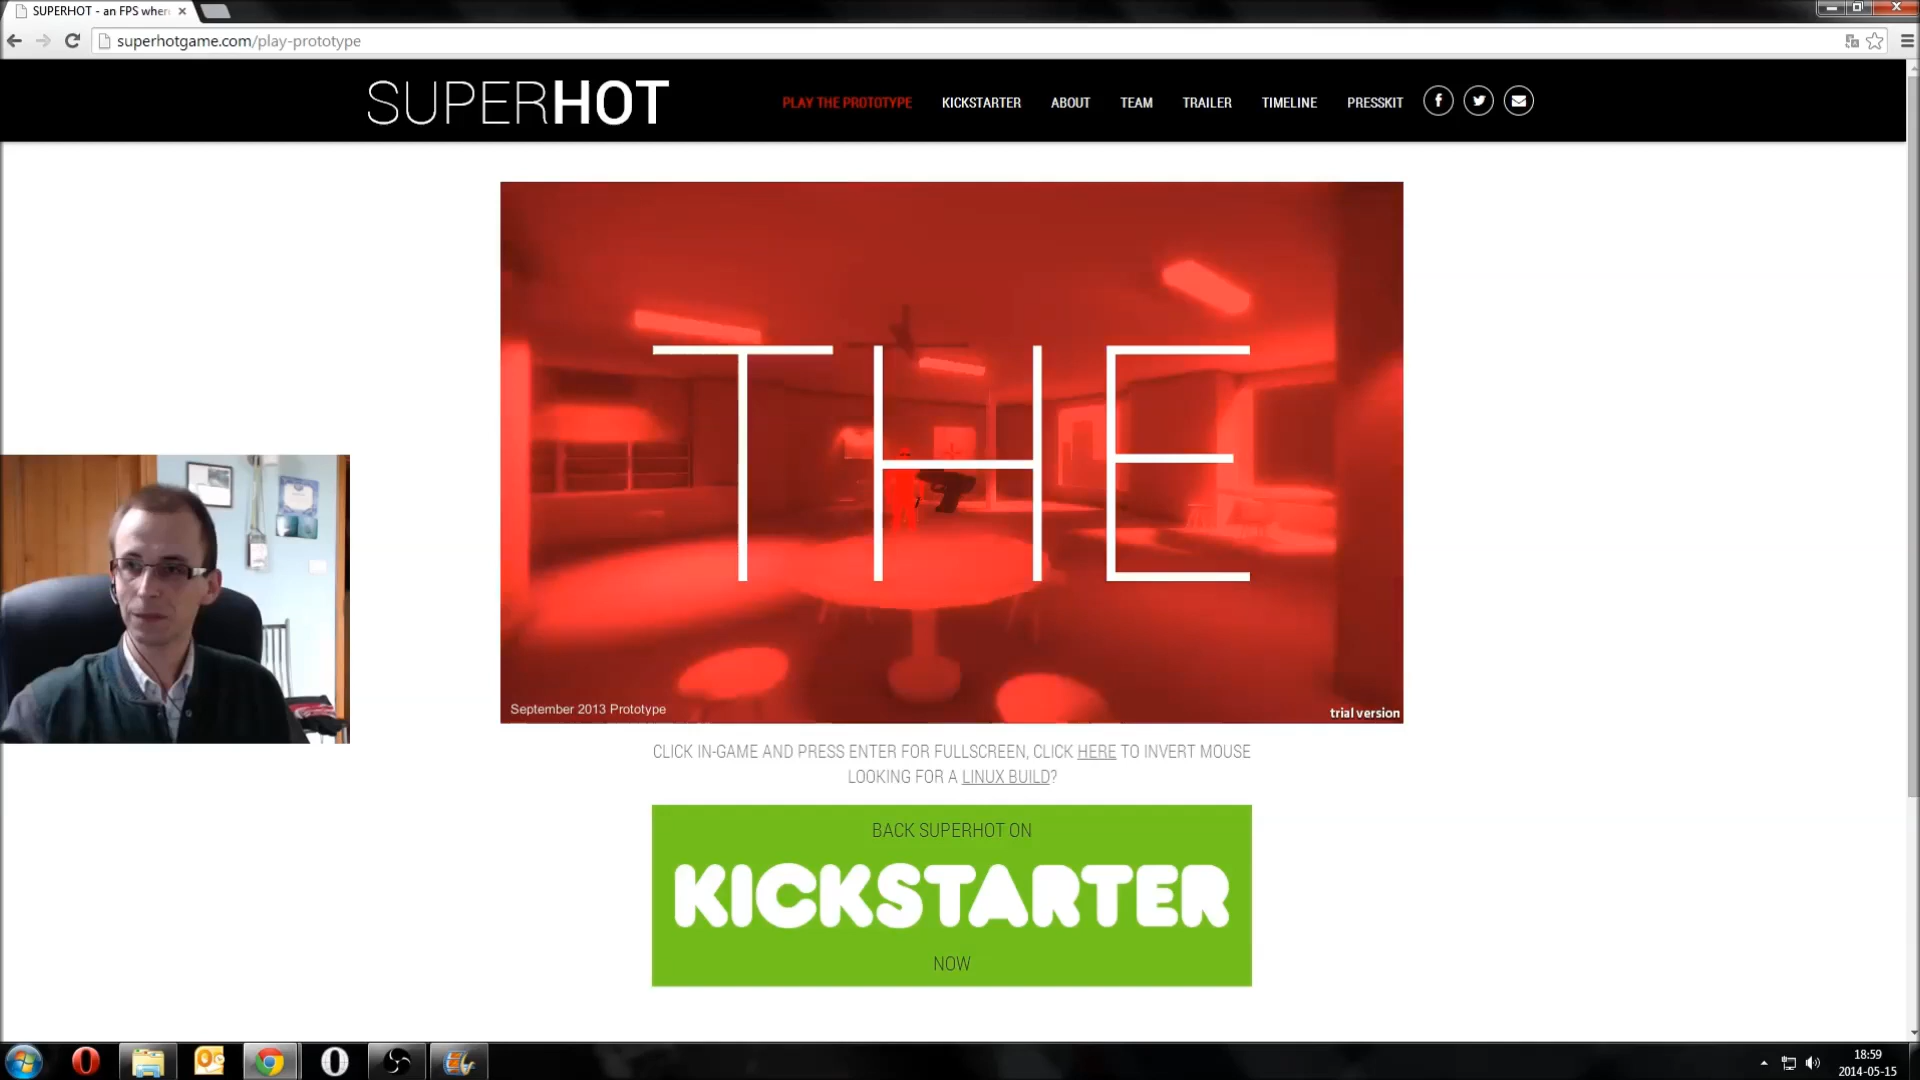 SUPERHOT - an FPS wher
superhotgame.com/play-prototype
SUPERHOT
PLAY THE PROTOTYPE
KICKSTARTER
ABOUT
TEAM
TRAILER
TIMELINE
PRESSKIT
THE
September 2013 Prototype
trial version
CLICK IN-GAME AND PRESS ENTER FOR FULLSCREEN, CLICK HERE TO INVERT MOUSE
LOOKING FOR A LINUX BUILD?
BACK SUPERHOT ON
KICKSTARTER
NOW
18:59
2014-05-15